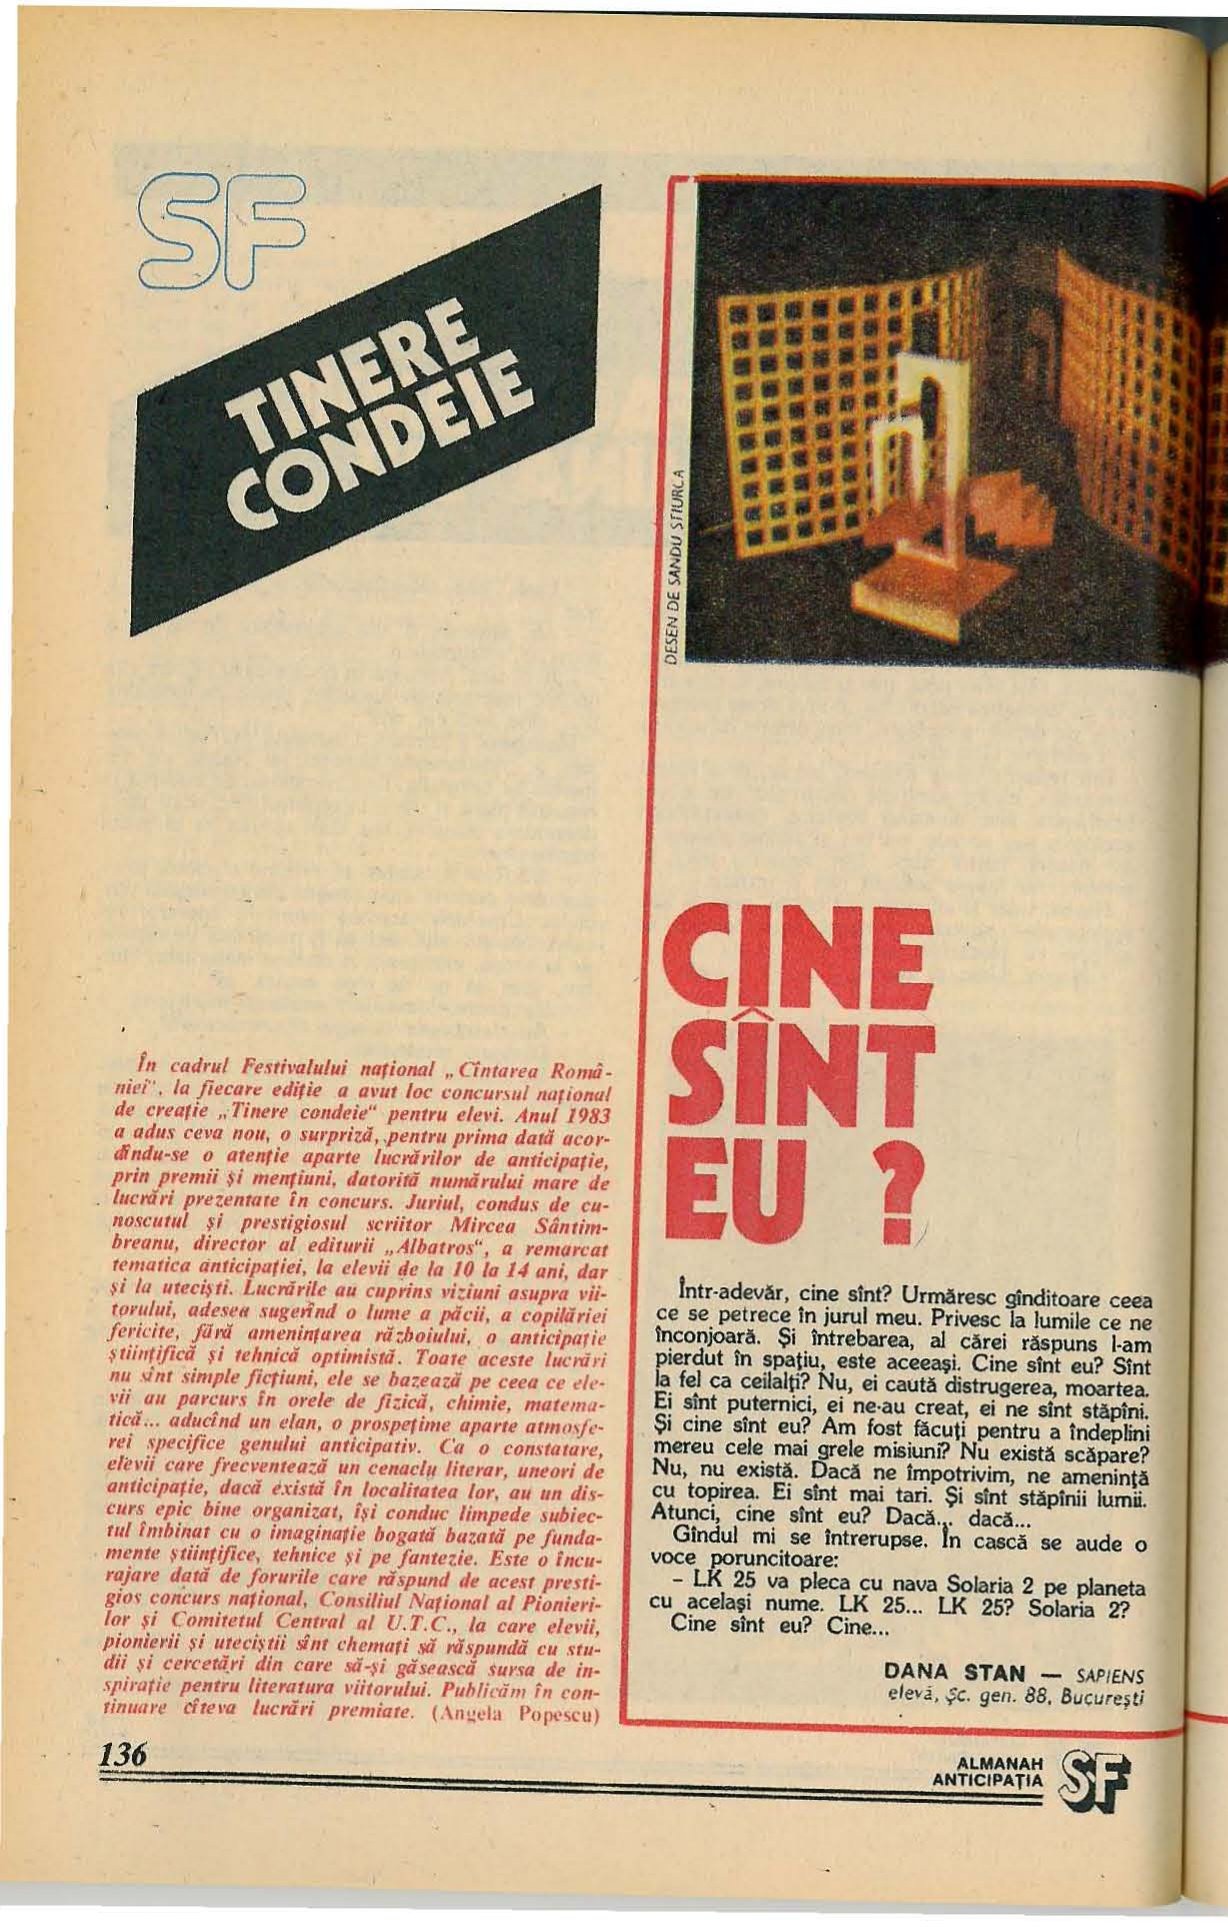 SF
TINERE
CONDEIE
În cadrul Festivalului național „Cîntarea Româ-
niei", la fiecare ediție a avut loc concursul național
de creație „Tinere condeie" pentru elevi. Anul 1983
a adus ceva nou, o surpriză, pentru prima dată acor-
dîndu-se o atenție aparte lucrărilor de anticipație,
prin premii și mențiuni, datorită numărului mare de
lucrări prezentate în concurs. Juriul, condus de cu-
noscutul și prestigiosul scriitor Mircea Sântim-
breanu, director al editurii „Albatros", a remarcat
tematica anticipației, la elevii de la 10 la 14 ani, dar
și la uteciști. Lucrările au cuprins viziuni asupra vii-
torului, adesea sugerînd o lume a păcii, a copilăriei
fericite, fără amenințarea războiului, o anticipație
științifică și tehnică optimistă. Toate aceste lucrări
nu sînt simple ficțiuni, ele se bazează pe ceea ce ele-
vii au parcurs în orele de fizică, chimie, matema-
tică... aducînd un elan, o prospețime aparte atmosfe-
rei specifice genului anticipativ. Ca o constatare,
elevii care frecventează un cenaclu literar, uneori de
anticipație, dacă există în localitatea lor, au un dis-
curs epic bine organizat, își conduc limpede subiec-
tul îmbinat cu o imaginație bogată bazată pe funda-
mente științifice, tehnice și pe fantezie. Este o încu-
rajare dată de forurile care răspund de acest presti-
gios concurs național, Consiliul Național al Pionieri-
lor și Comitetul Central al U.T.C., la care elevii,
pionierii și uteciștii sînt chemați să răspundă cu stu-
dii și cercetări din care să-și găsească sursa de in-
spirație pentru literatura viitorului. Publicăm în con-
tinuare cîteva lucrări premiate. (Angela Popescu)
DESEN DE SANDU STIURCA
CINE
SÎNT
EU ?
Într-adevăr, cine sînt? Urmăresc gînditoare ceea
ce se petrece în jurul meu. Privesc la lumile ce ne
înconjoară. Și întrebarea, al cărei răspuns l-am
pierdut în spațiu, este aceeași. Cine sînt eu? Sînt
la fel ca ceilalți? Nu, ei caută distrugerea, moartea.
Ei sînt puternici, ei ne-au creat, ei ne sînt stăpîni.
Și cine sînt eu? Am fost făcuți pentru a îndeplini
mereu cele mai grele misiuni? Nu există scăpare?
Nu, nu există. Dacă ne împotrivim, ne amenință
cu topirea. Ei sînt mai tari. Și sînt stăpînii lumii.
Atunci, cine sînt eu? Dacă... dacă...
Gîndul mi se întrerupse. În cască se aude o
voce poruncitoare:
– LK 25 va pleca cu nava Solaria 2 pe planeta
cu același nume. LK 25... LK 25? Solaria 2?
Cine sînt eu? Cine...
DANA STAN — SAPIENS
elevă, Șc. gen. 88, București
136
ALMANAH
ANTICIPAȚIA
SF